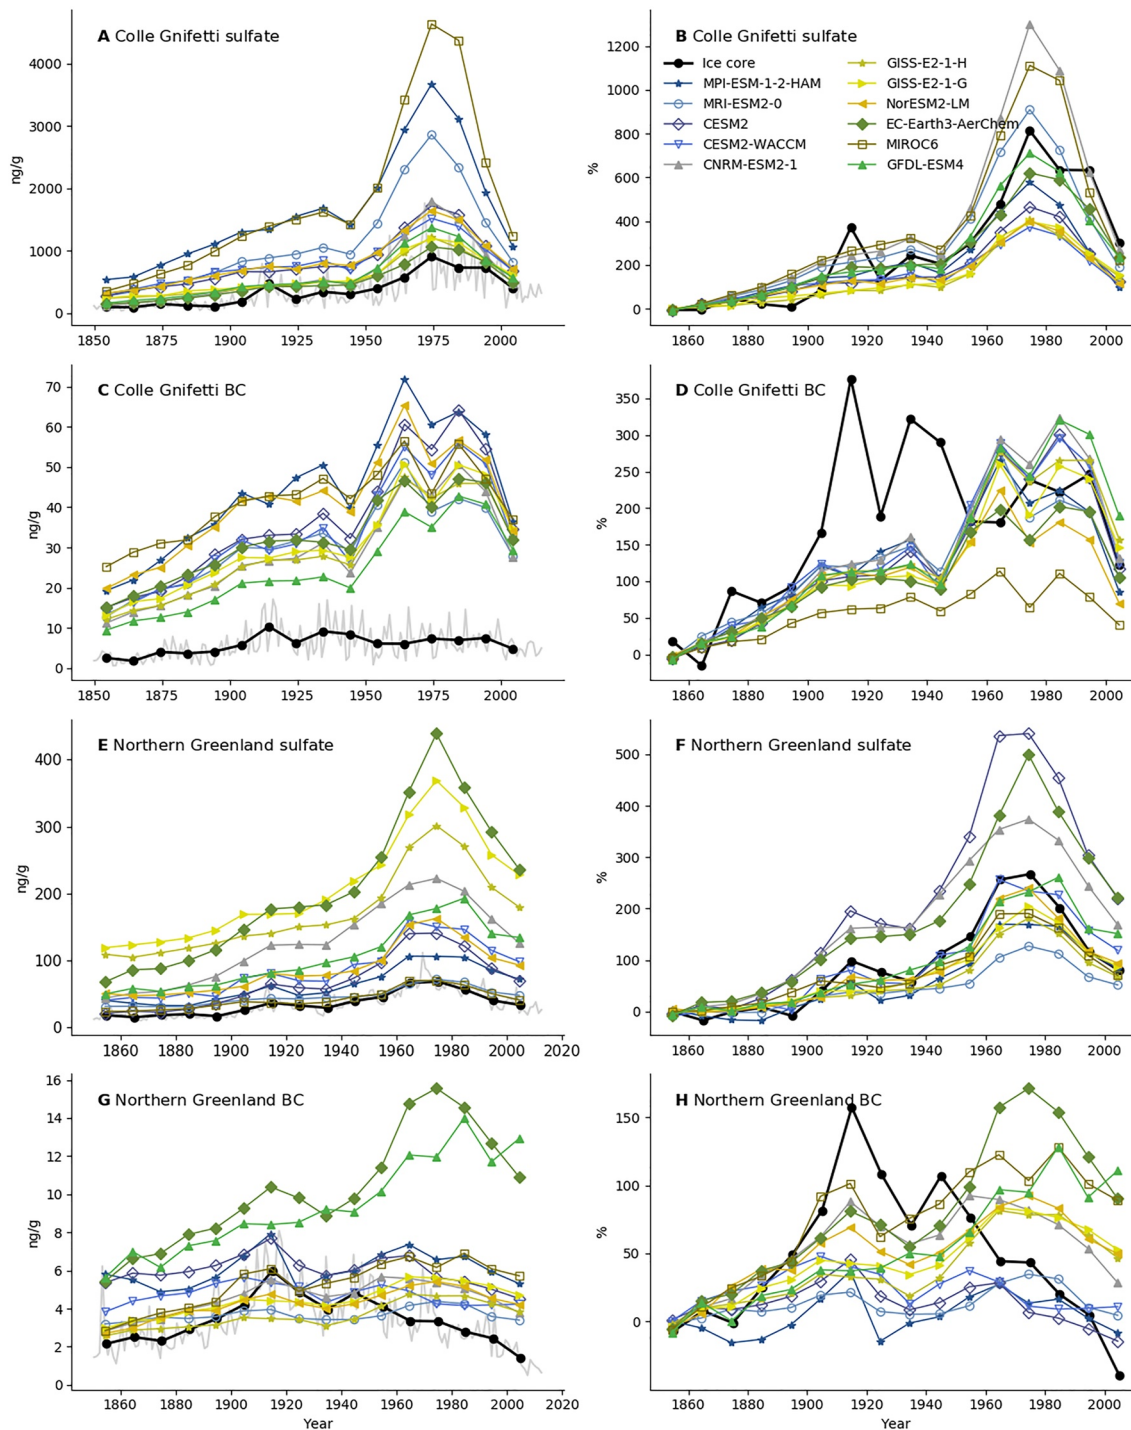 A Colle Gnifetti sulfate
4000
3000
2000
1000
0
ng/g
1850 1875 1900 1925 1950 1975 2000
B Colle Gnifetti sulfate
1200
1000
800
600
400
200
0
%
Ice core
MPI-ESM-1-2-HAM
MRI-ESM2-0
CESM2
CESM2-WACCM
CNRM-ESM2-1
GISS-E2-1-H
GISS-E2-1-G
NorESM2-LM
EC-Earth3-AerChem
MIROC6
GFDL-ESM4
1860 1880 1900 1920 1940 1960 1980 2000
C Colle Gnifetti BC
70
60
50
40
30
20
10
0
ng/g
1850 1875 1900 1925 1950 1975 2000
D Colle Gnifetti BC
350
300
250
200
150
100
50
0
%
1860 1880 1900 1920 1940 1960 1980 2000
E Northern Greenland sulfate
400
300
200
100
0
ng/g
1860 1880 1900 1920 1940 1960 1980 2000 2020
F Northern Greenland sulfate
500
400
300
200
100
0
%
1860 1880 1900 1920 1940 1960 1980 2000
G Northern Greenland BC
16
14
12
10
8
6
4
2
0
ng/g
1860 1880 1900 1920 1940 1960 1980 2000 2020
Year
H Northern Greenland BC
150
100
50
0
%
1860 1880 1900 1920 1940 1960 1980 2000
Year